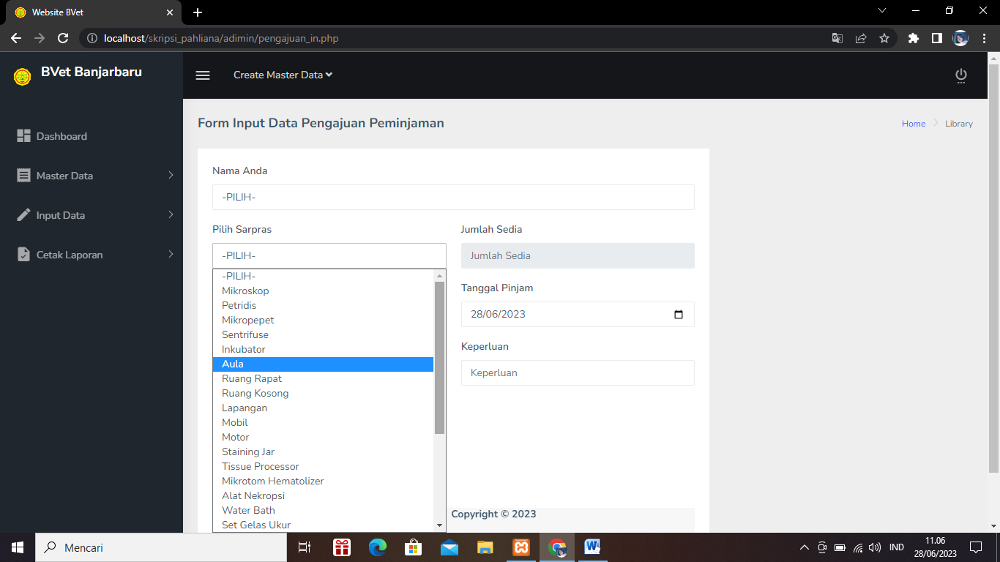 Website BVet
localhost/skripsi_pahliana/adimin/pengajuan_in.php
BVet Banjarbaru
Create Master Data
Dashboard
Master Data
Input Data
Cetak Laporan
Form Input Data Pengajuan Peminjaman
Home
Library
Nama Anda
-PILIH-
Pilih Sarpras
Jumlah Sedia
-PILIH-
Jumlah Sedia
-PILIH-
Mikroskop
Petridis
Mikropepet
Sentrifuse
Inkubator
Aula
Ruang Rapat
Ruang Kosong
Lapangan
Mobil
Motor
Staining Jar
Tissue Processor
Mikrotom Hematolizer
Alat Nekropsi
Water Bath
Set Gelas Ukur
Tanggal Pinjam
28/06/2023
Keperluan
Keperluan
Copyright © 2023
Mencari
IND
11.06
28/06/2023